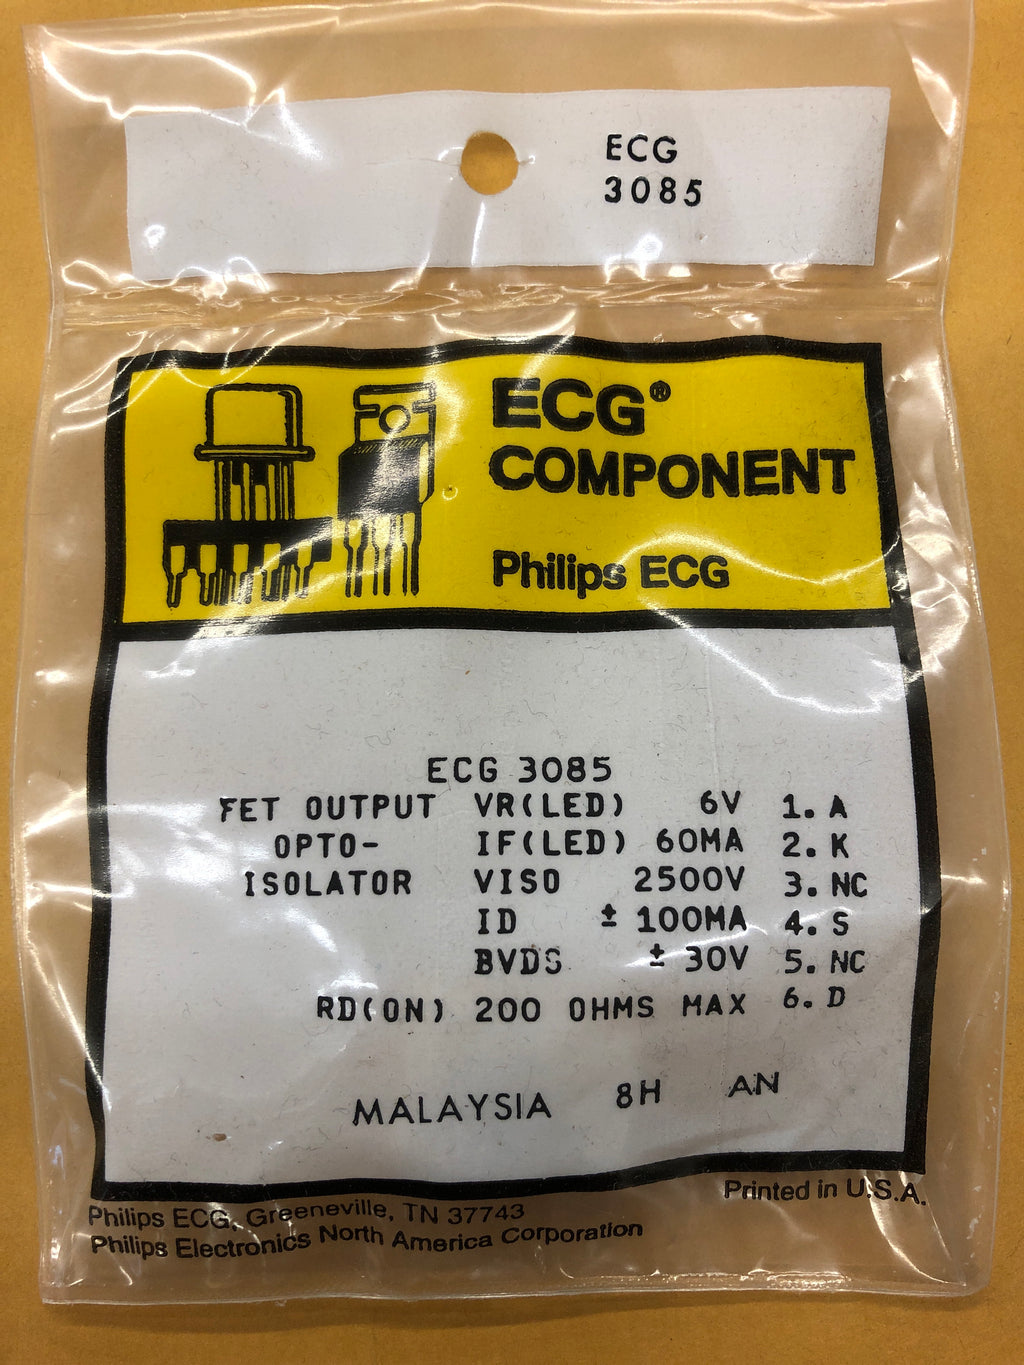 ECG
3085
ECG®
COMPONENT
Philips ECG
ECG 3085
FET OUTPUT VR(LED) 6V 1. A
OPTO- IF(LED) 60MA 2. K
ISOLATOR VISO 2500V 3. NC
ID ± 100MA 4. S
BVDS ± 30V 5. NC
RD(ON) 200 OHMS MAX 6. D
MALAYSIA 8H AN
Printed in U.S.A.
Philips ECG, Greeneville, TN 37743
Philips Electronics North America Corporation